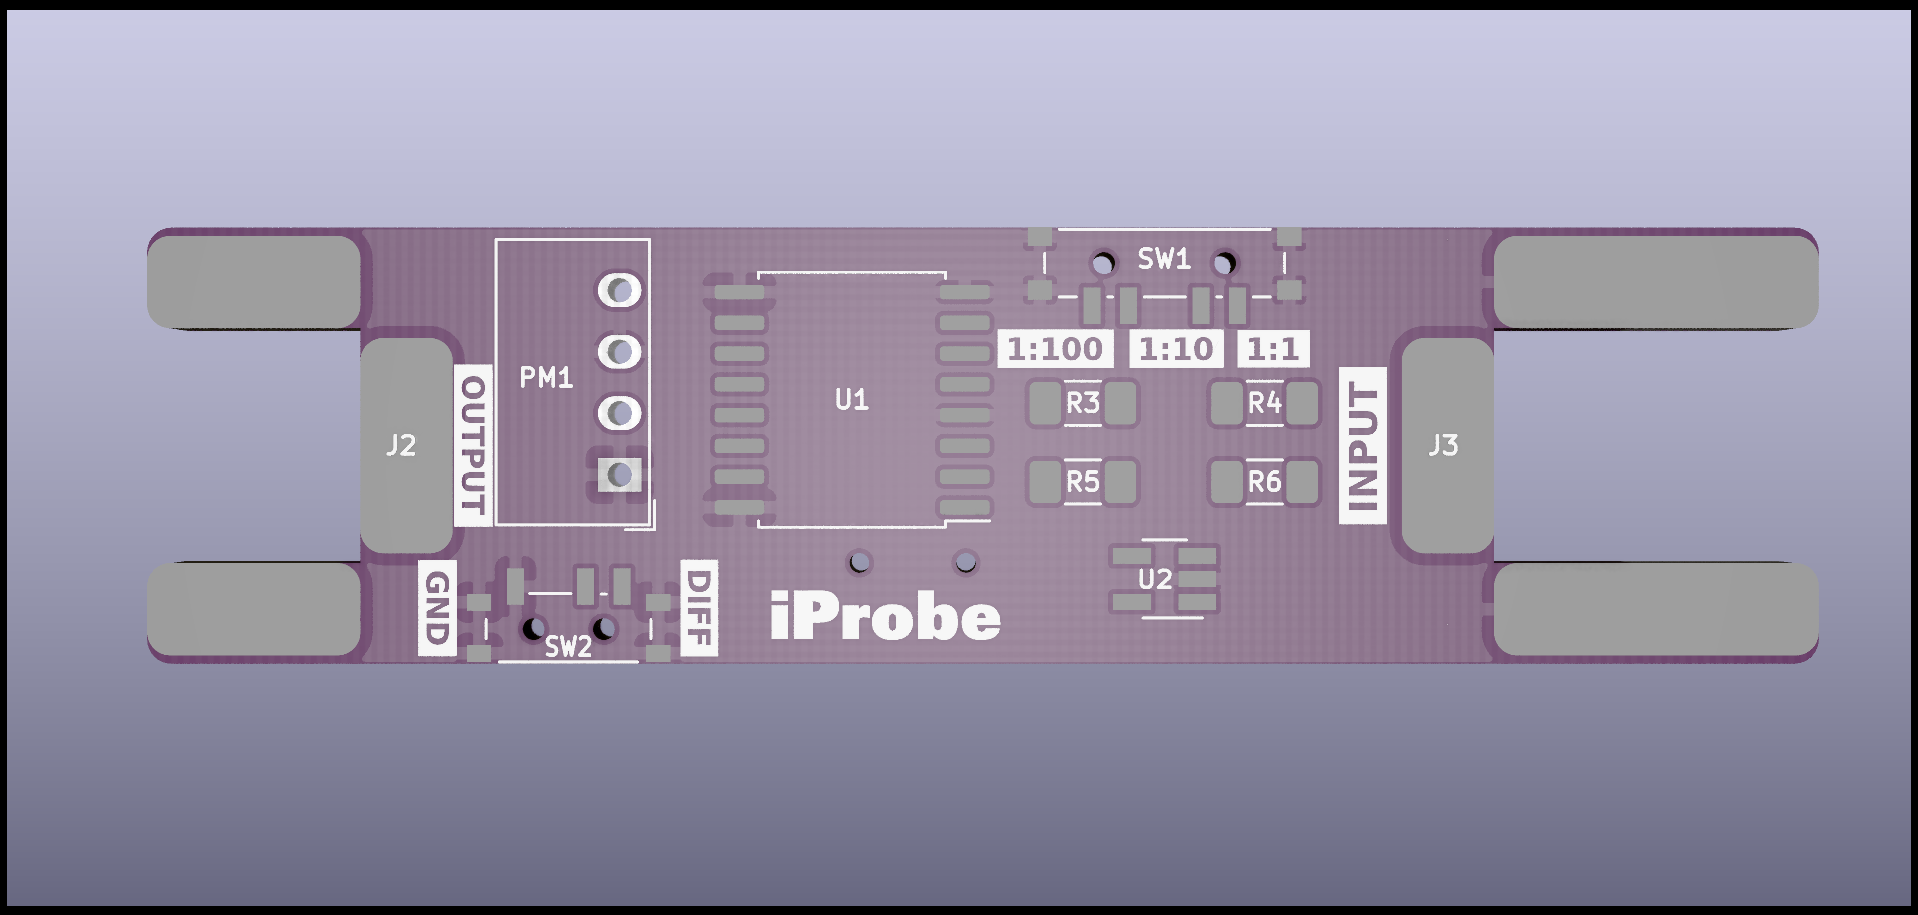 SW1
1:100 1:10 1:1
PM1
U1
R3
R4
J2
OUTPUT
INPUT
J3
R5
R6
GND
DIFF
U2
SW2
iProbe